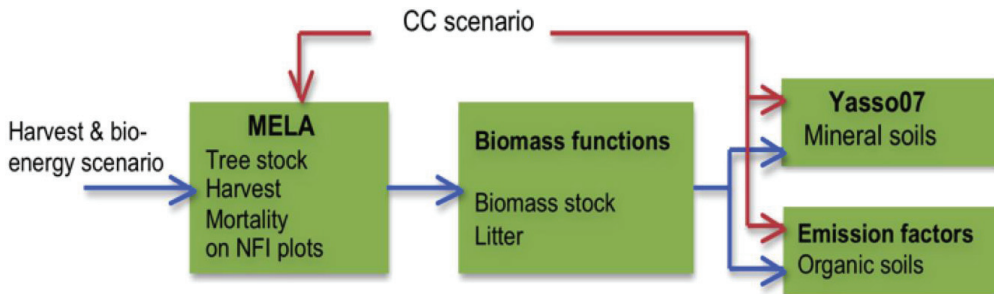 CC scenario
Harvest & bio-
energy scenario
MELA
Tree stock
Harvest
Mortality
on NFI plots
Biomass functions
Biomass stock
Litter
Yasso07
Mineral soils
Emission factors
Organic soils